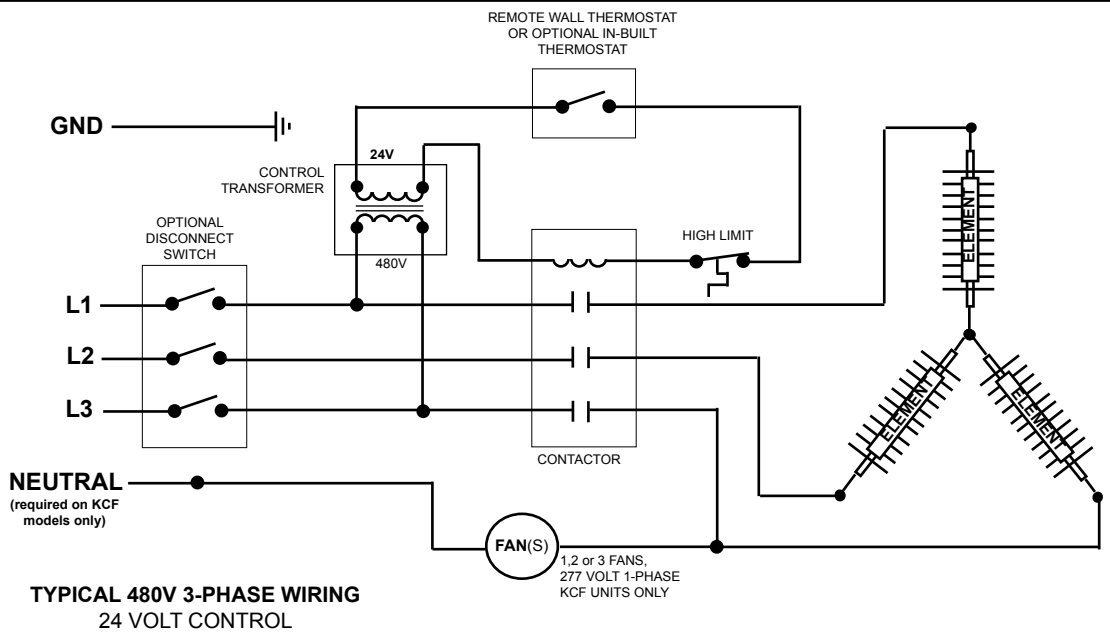 REMOTE WALL THERMOSTAT
OR OPTIONAL IN-BUILT
THERMOSTAT
GND
24V
CONTROL
TRANSFORMER
480V
OPTIONAL
DISCONNECT
SWITCH
HIGH LIMIT
ELEMENT
L1
L2
L3
ELEMENT
ELEMENT
CONTACTOR
NEUTRAL
(required on KCF
models only)
FAN(S)
1,2 or 3 FANS,
277 VOLT 1-PHASE
KCF UNITS ONLY
TYPICAL 480V 3-PHASE WIRING
24 VOLT CONTROL